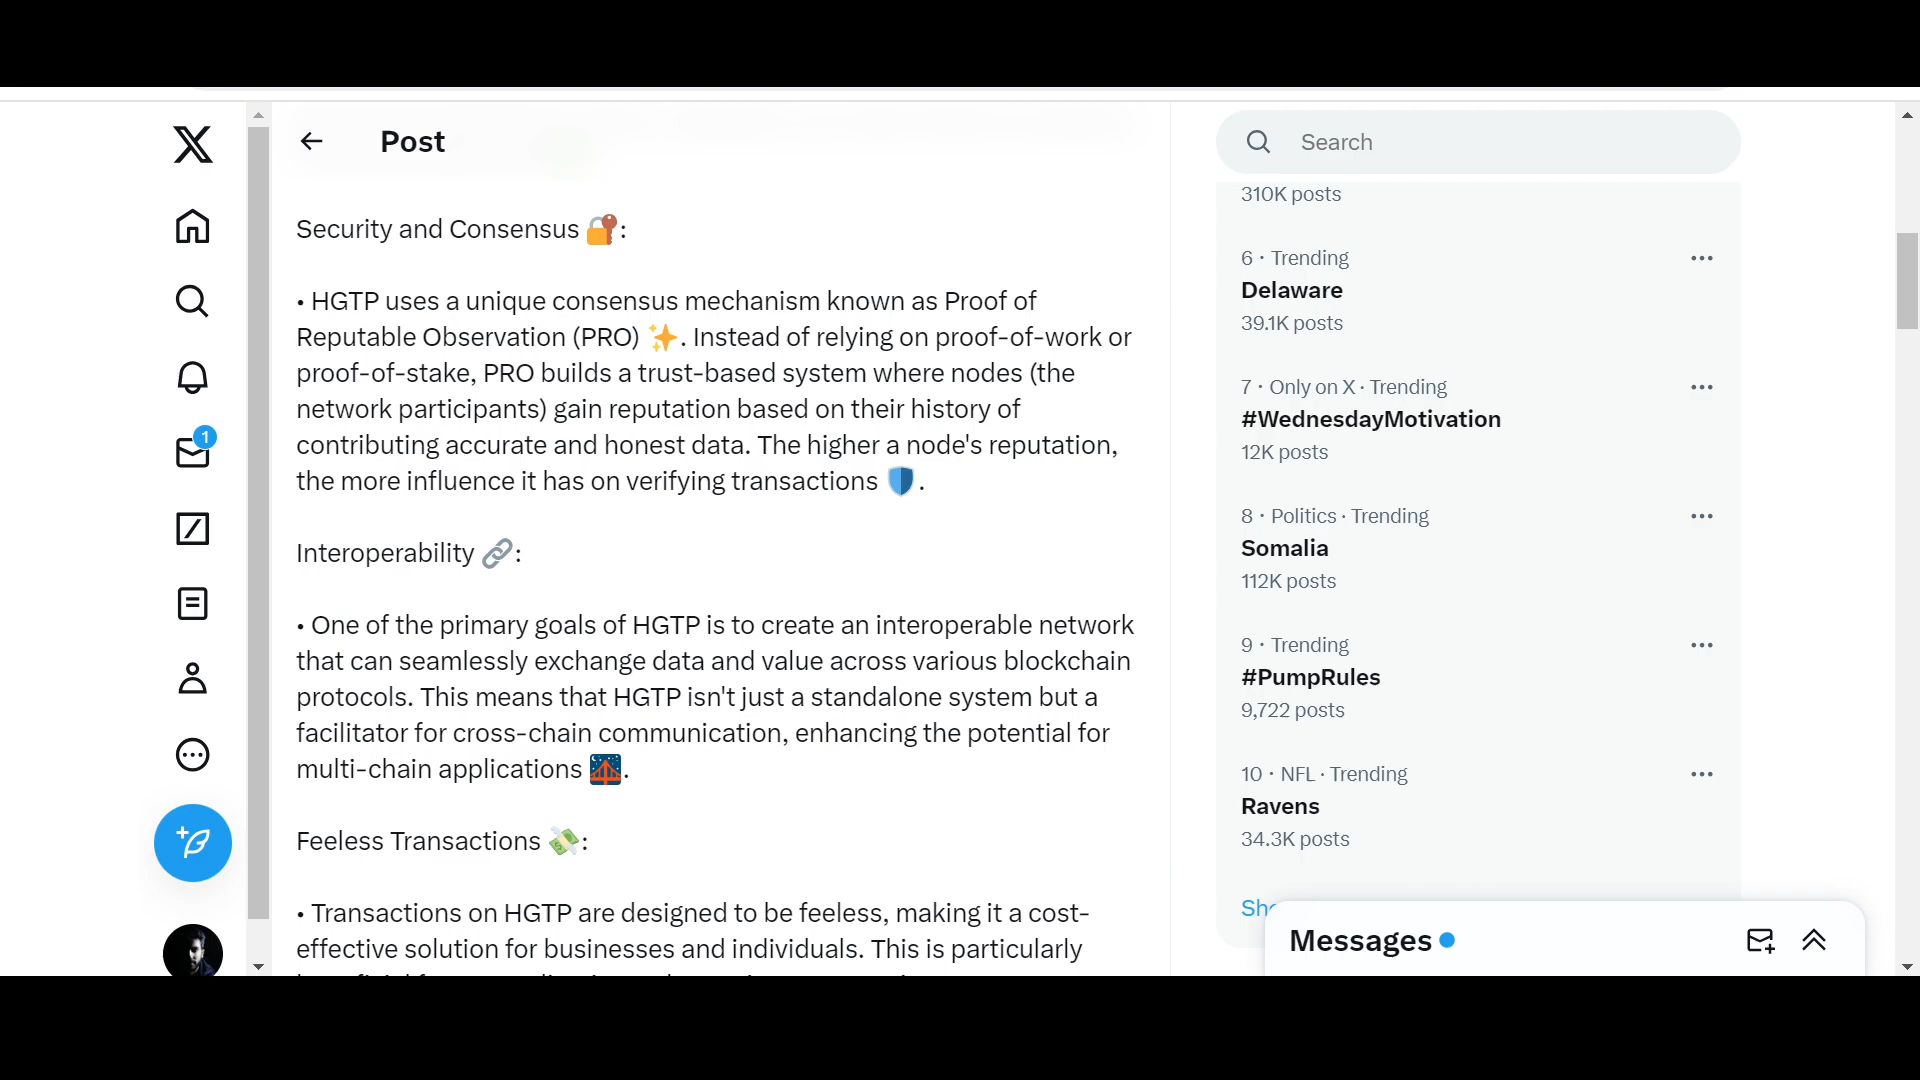 Post
Security and Consensus 🔐:
• HGTP uses a unique consensus mechanism known as Proof of
Reputable Observation (PRO) ✨. Instead of relying on proof-of-work or
proof-of-stake, PRO builds a trust-based system where nodes (the
network participants) gain reputation based on their history of
contributing accurate and honest data. The higher a node's reputation,
the more influence it has on verifying transactions 🛡️.
Interoperability 🔗:
• One of the primary goals of HGTP is to create an interoperable network
that can seamlessly exchange data and value across various blockchain
protocols. This means that HGTP isn't just a standalone system but a
facilitator for cross-chain communication, enhancing the potential for
multi-chain applications 🌉.
Feeless Transactions 💸:
• Transactions on HGTP are designed to be feeless, making it a cost-
effective solution for businesses and individuals. This is particularly
1
Search
310K posts
6 · Trending
Delaware
39.1K posts
7 · Only on X · Trending
#WednesdayMotivation
12K posts
8 · Politics · Trending
Somalia
112K posts
9 · Trending
#PumpRules
9,722 posts
10 · NFL · Trending
Ravens
34.3K posts
Messages